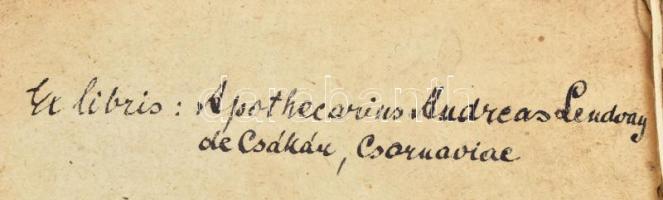 Ex libris: Apothecarius Andreas Lendvay
de Csákán, Csornaviae